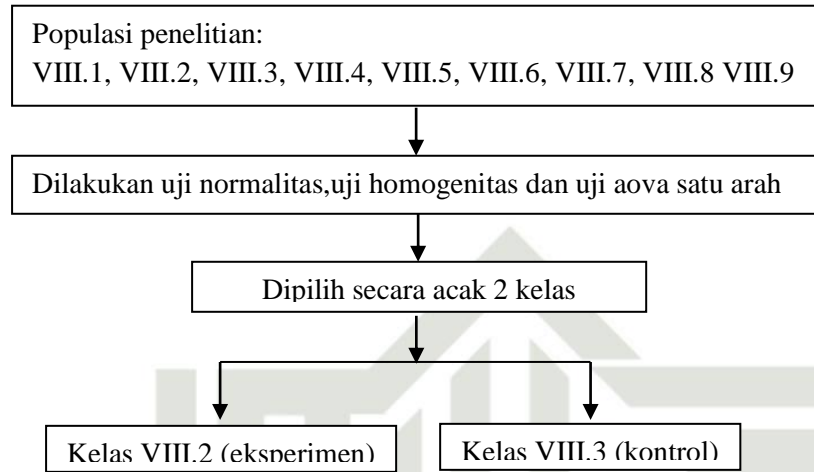 Populasi penelitian:
VIII.1, VIII.2, VIII.3, VIII.4, VIII.5, VIII.6, VIII.7, VIII.8 VIII.9
Dilakukan uji normalitas,uji homogenitas dan uji aova satu arah
Dipilih secara acak 2 kelas
Kelas VIII.2 (eksperimen)
Kelas VIII.3 (kontrol)